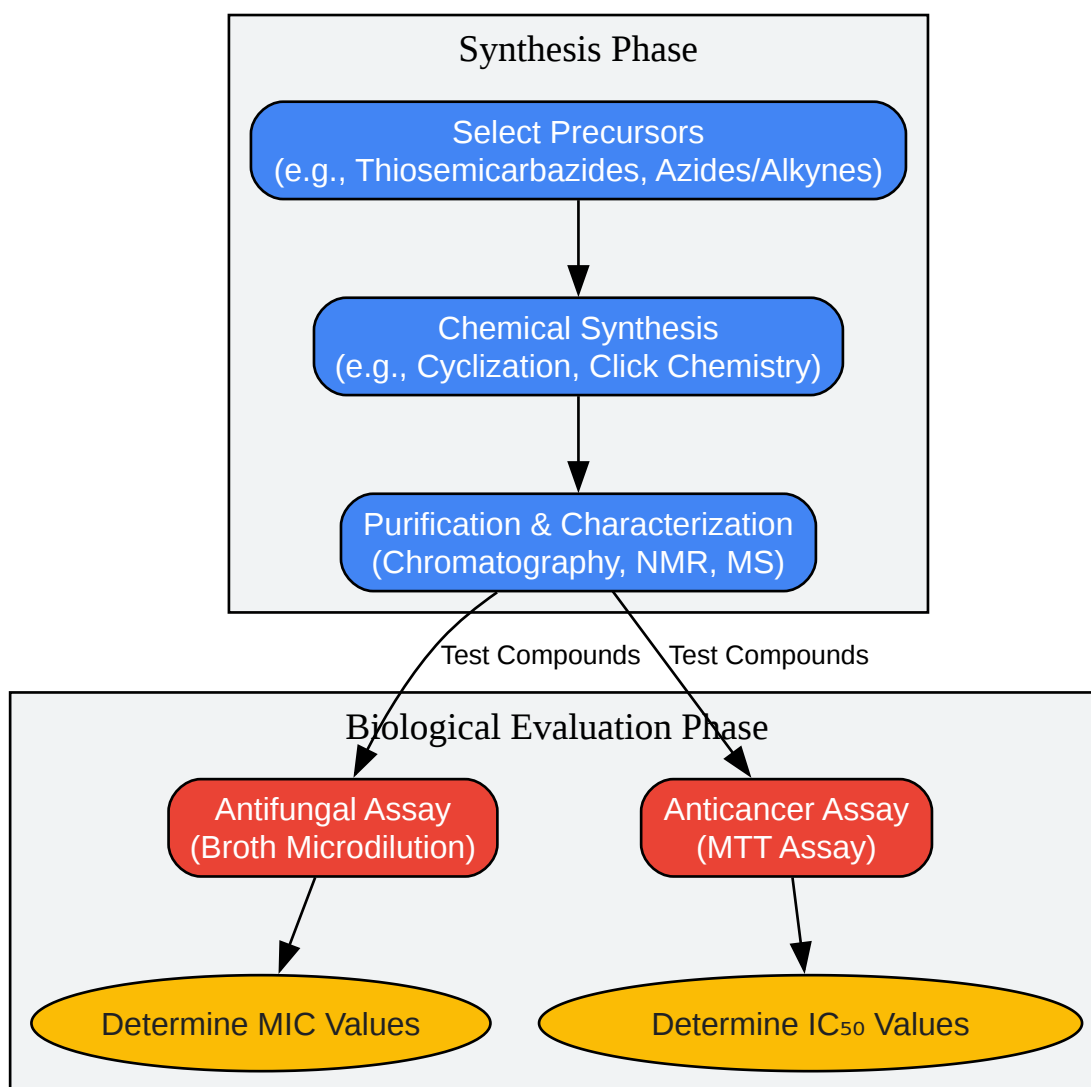 Synthesis Phase
Select Precursors
(e.g., Thiosemicarbazides, Azides/Alkynes)
Chemical Synthesis
(e.g., Cyclization, Click Chemistry)
Purification & Characterization
(Chromatography, NMR, MS)
Test Compounds
Test Compounds
Biological Evaluation Phase
Antifungal Assay
(Broth Microdilution)
Anticancer Assay
(MTT Assay)
Determine MIC Values
Determine IC₅₀ Values